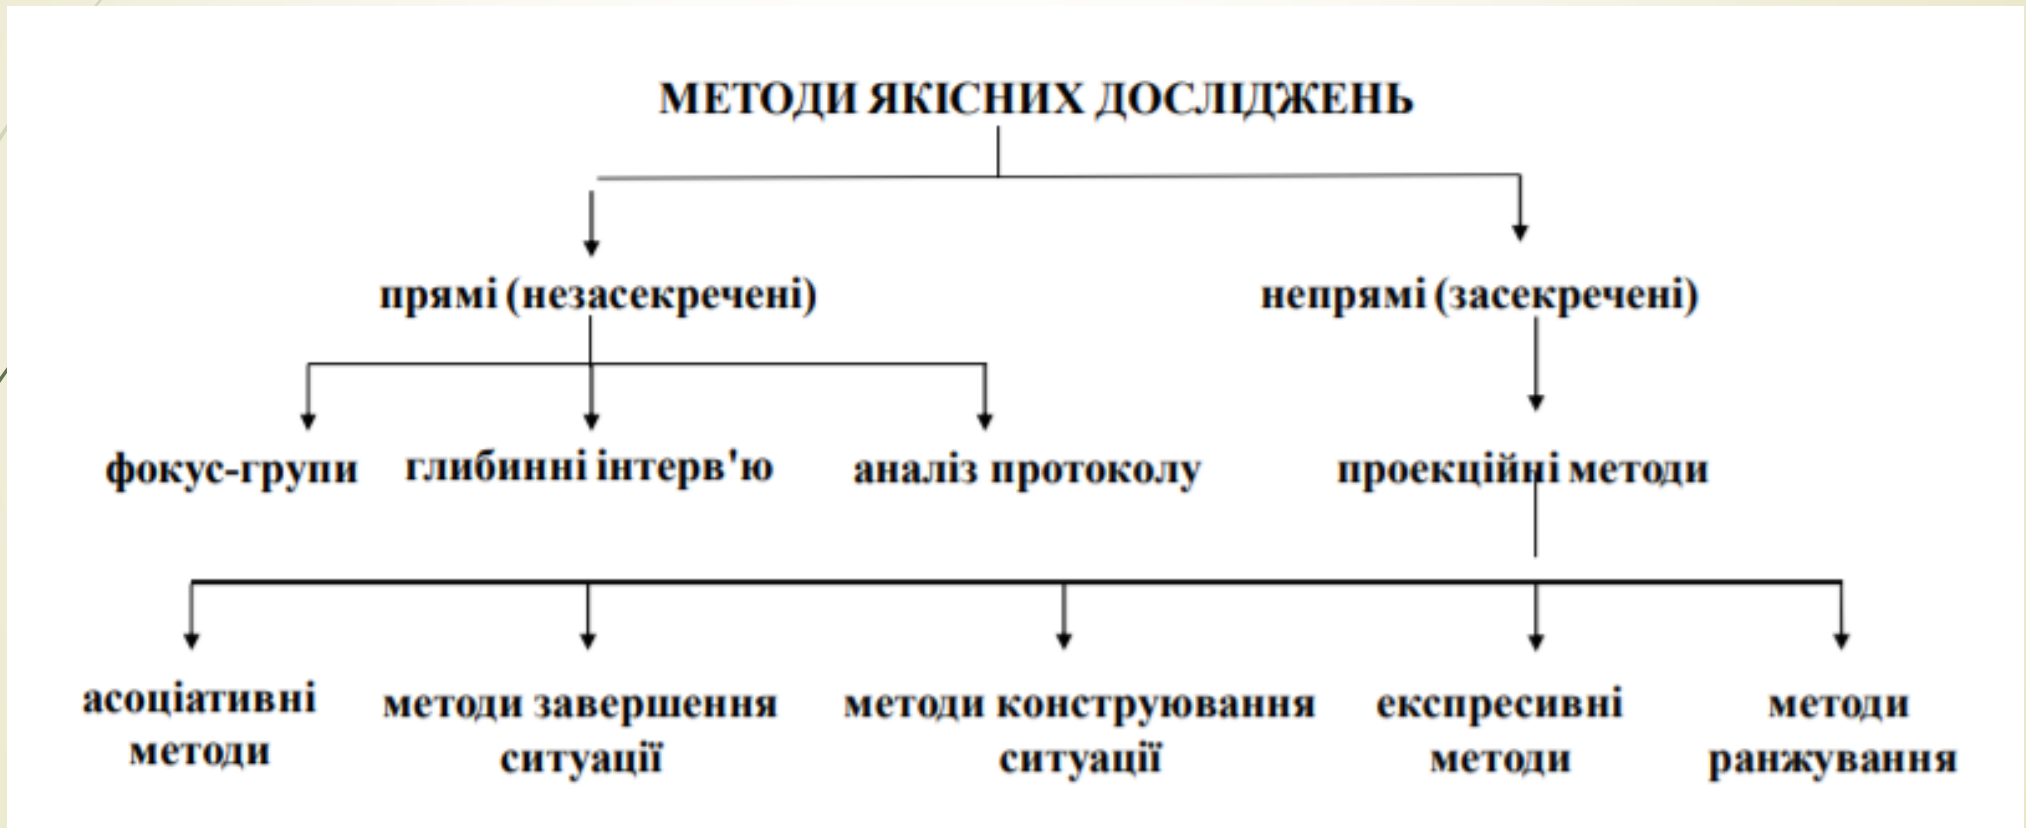 МЕТОДИ ЯКІСНИХ ДОСЛІДЖЕНЬ
прямі (незасекречені)
непрямі (засекречені)
фокус-групи
глибинні інтерв'ю
аналіз протоколу
проекційні методи
асоціативні
методи
методи завершення
ситуації
методи конструювання
ситуації
експресивні
методи
методи
ранжування